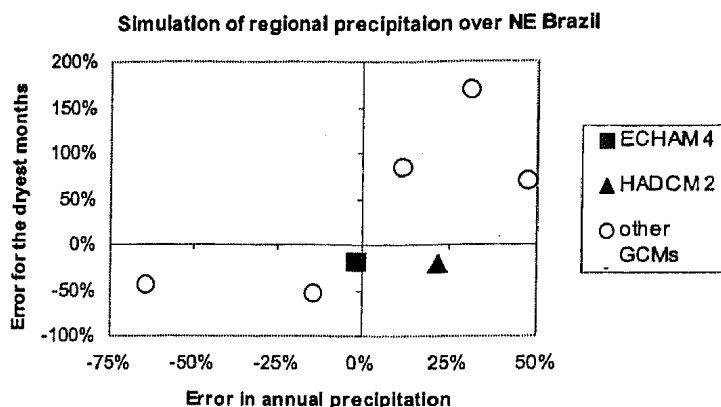 Simulation of regional precipitaion over NE Brazil
Error for the dryest months
200%
150%
100%
50%
0%
-50%
-100%
-75%
-50%
-25%
0%
25%
50%
Error in annual precipitation
ECHAM 4
HADCM 2
other
GCMs